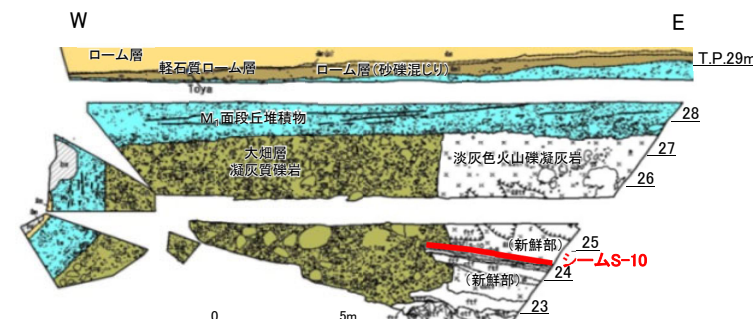 W
E
ローム層
軽石質ローム層
ローム層(砂礫混じり)
T.P.29m
Toya
M₁面段丘堆積物
28
大畑層
凝灰質礫岩
淡灰色火山礫凝灰岩
27
26
(新鮮部)
25
シームS-10
(新鮮部)
24
23
0
5m